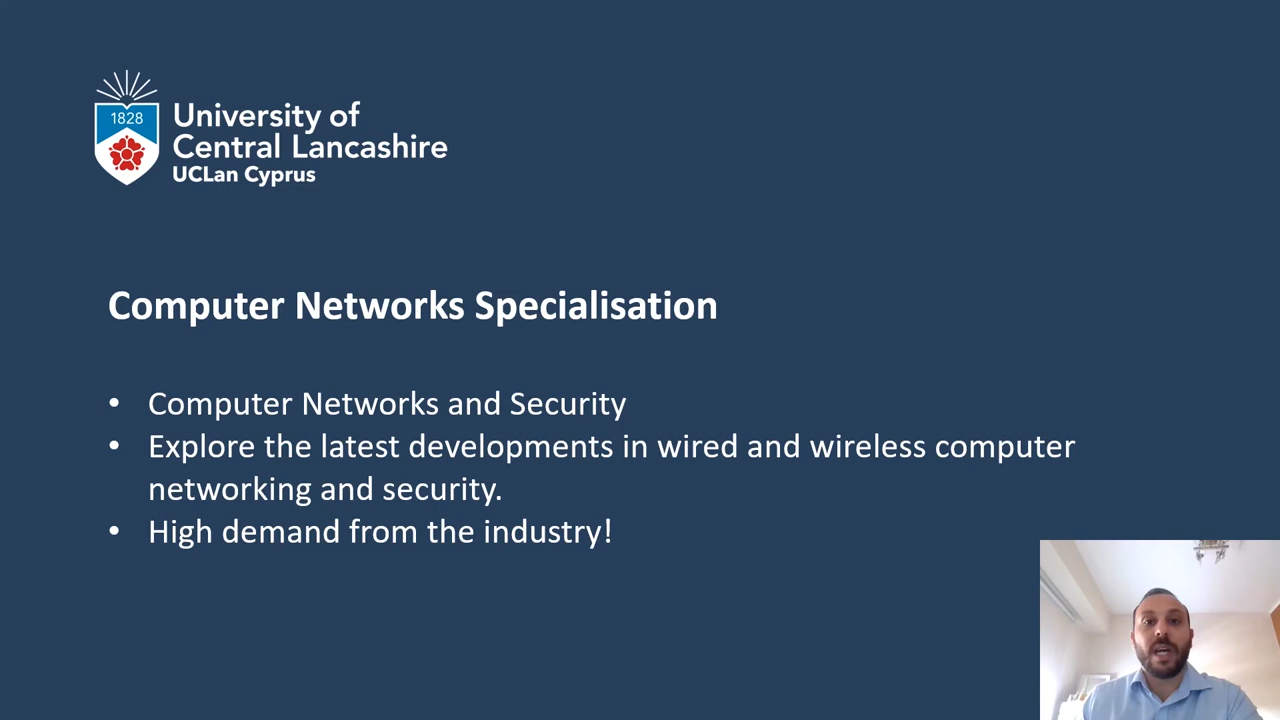 1828
University of
Central Lancashire
UCLan Cyprus
Computer Networks Specialisation
• Computer Networks and Security
• Explore the latest developments in wired and wireless computer
networking and security.
• High demand from the industry!